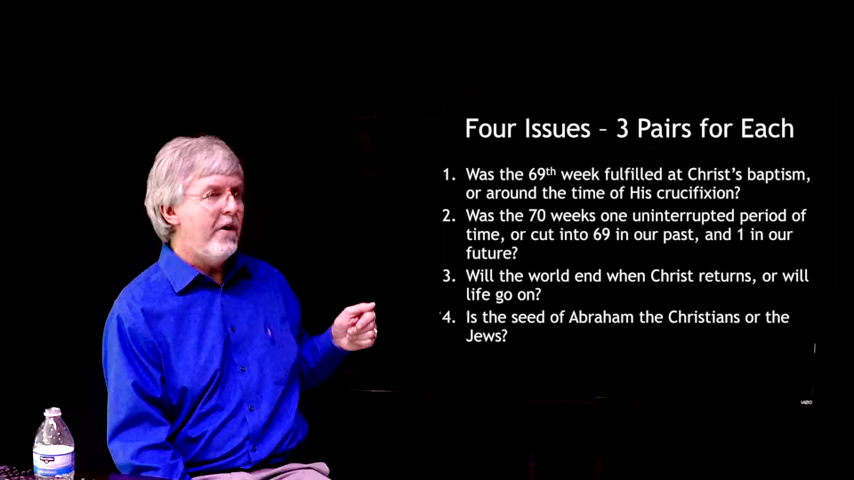 Four Issues – 3 Pairs for Each
1. Was the 69th week fulfilled at Christ's baptism,
or around the time of His crucifixion?
2. Was the 70 weeks one uninterrupted period of
time, or cut into 69 in our past, and 1 in our
future?
3. Will the world end when Christ returns, or will
life go on?
4. Is the seed of Abraham the Christians or the
Jews?
VIZIO